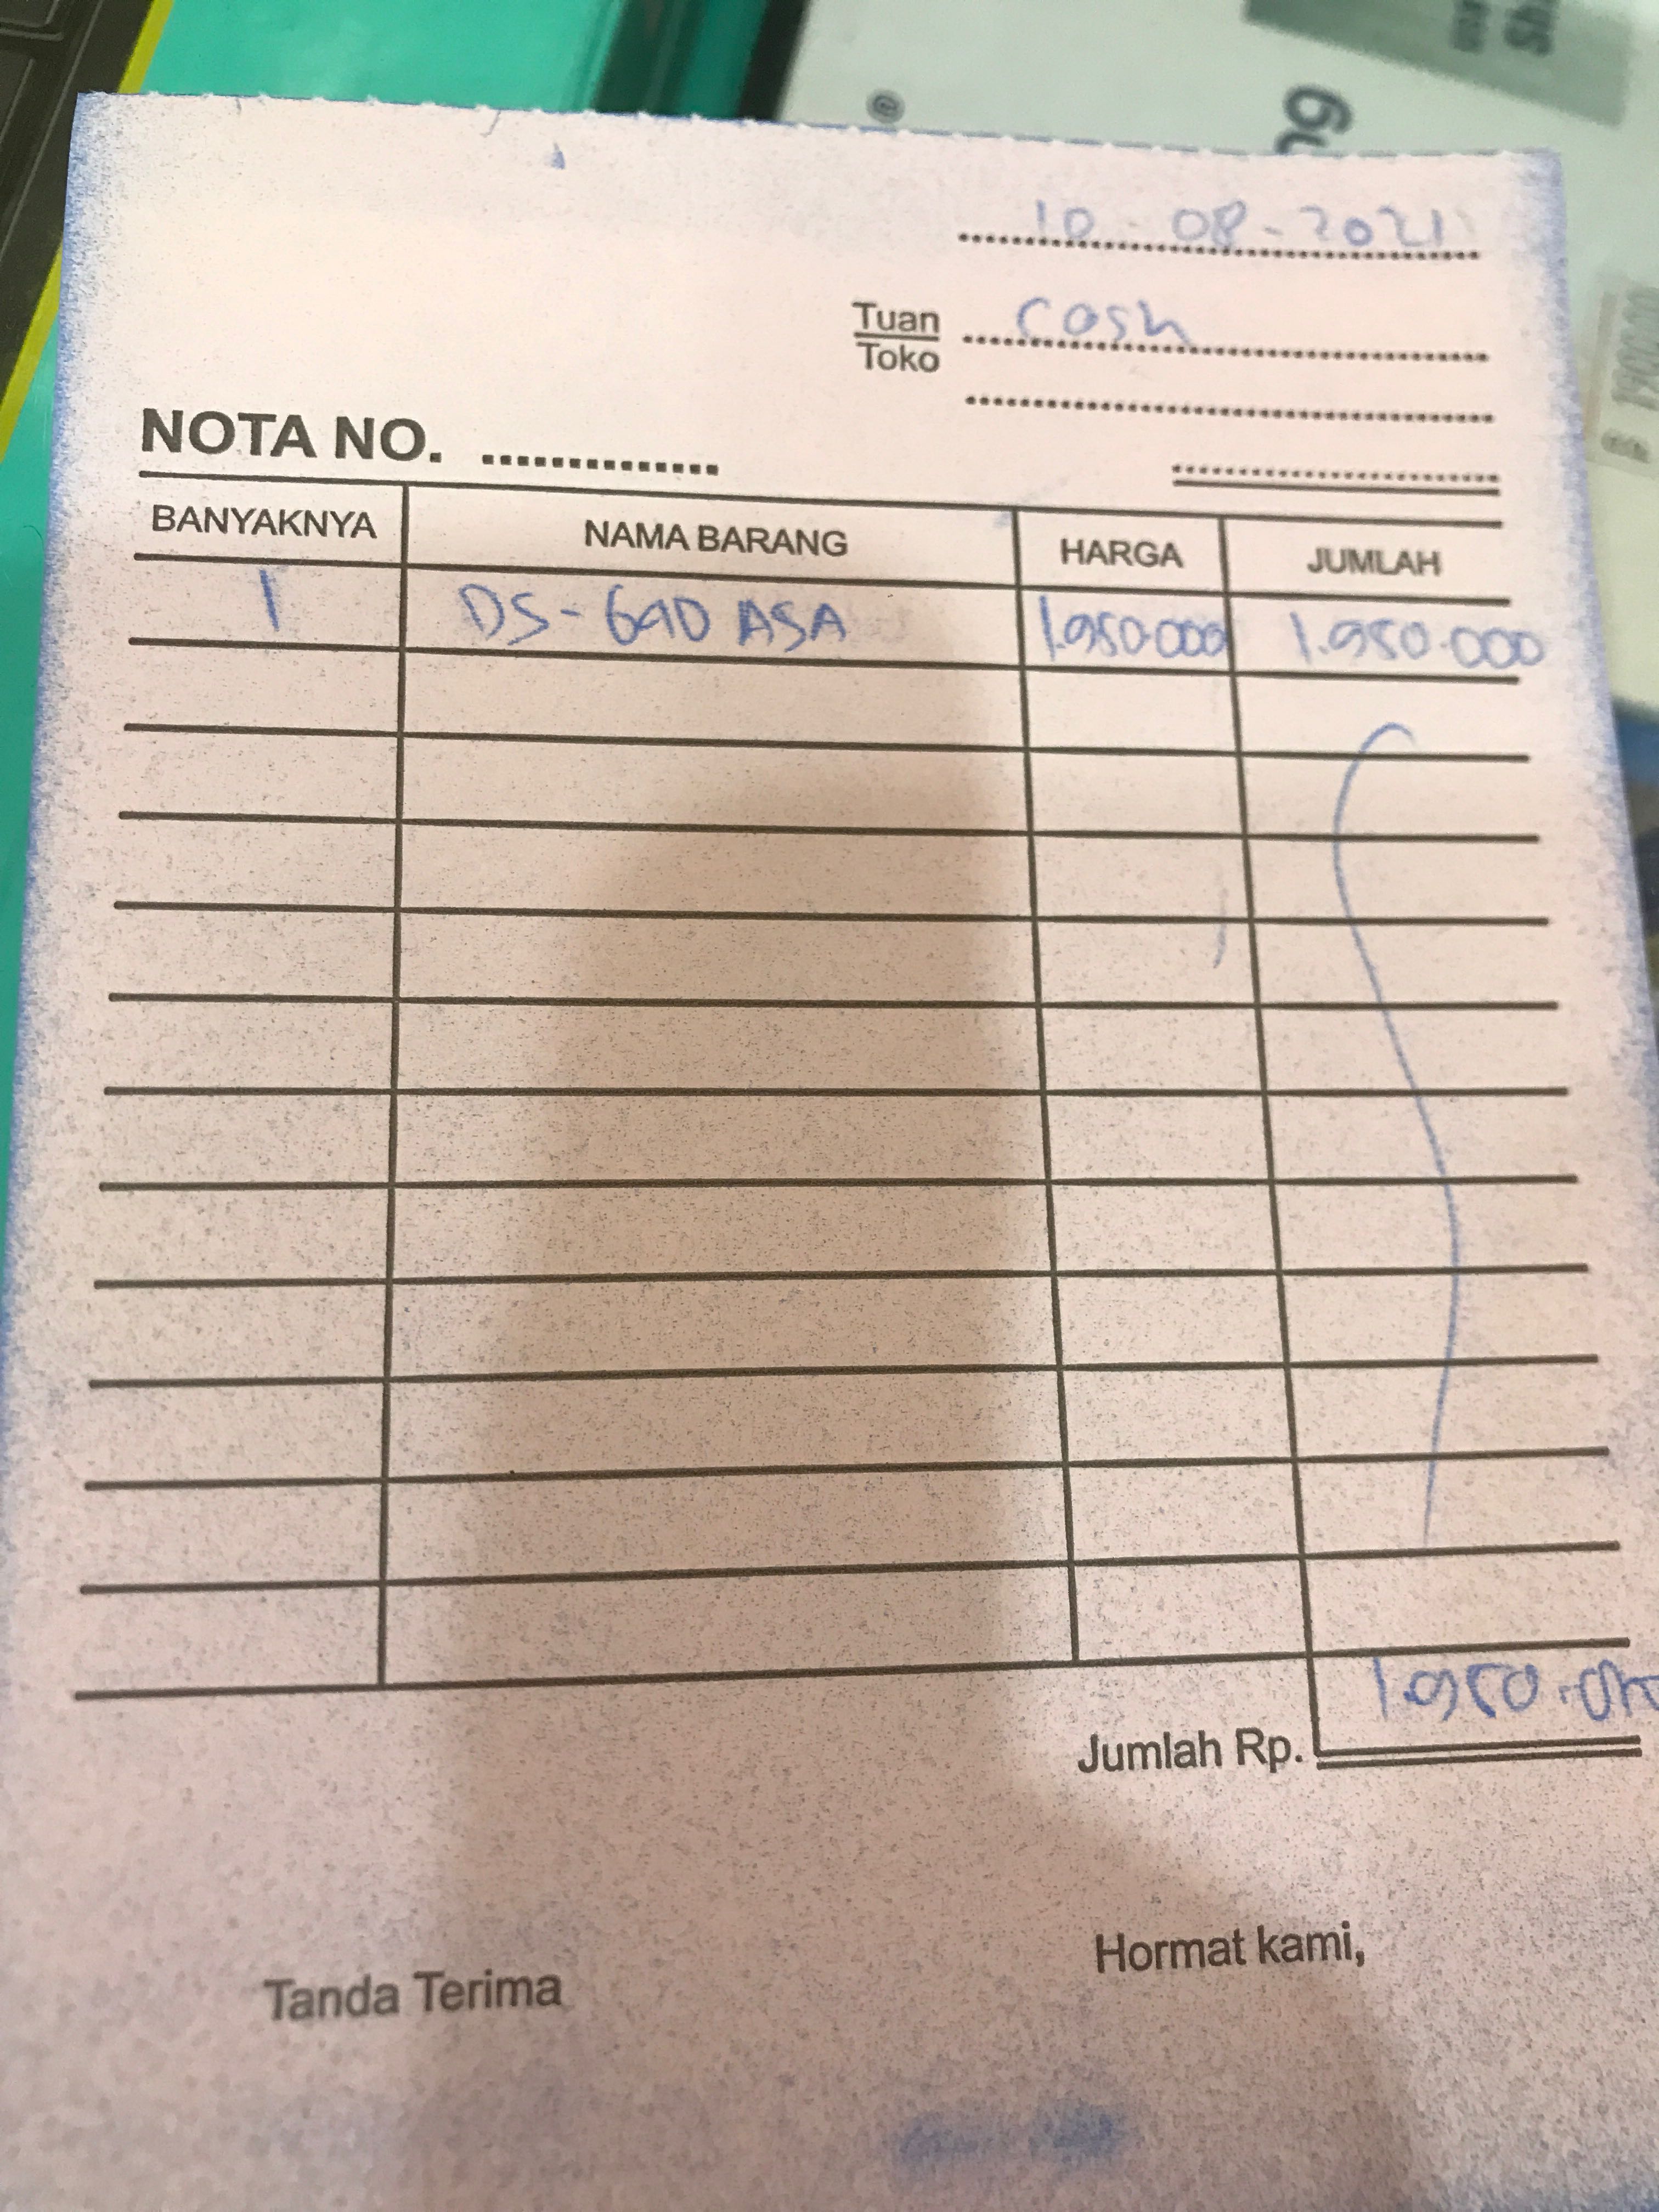 10-08-2021
Tuan
Toko
Cash
NOTA NO.
BANYAKNYA NAMA BARANG HARGA JUMLAH
1 DS-640 ASA 1.950.000 1.950.000
Jumlah Rp. 1.950.000
Tanda Terima
Hormat kami,